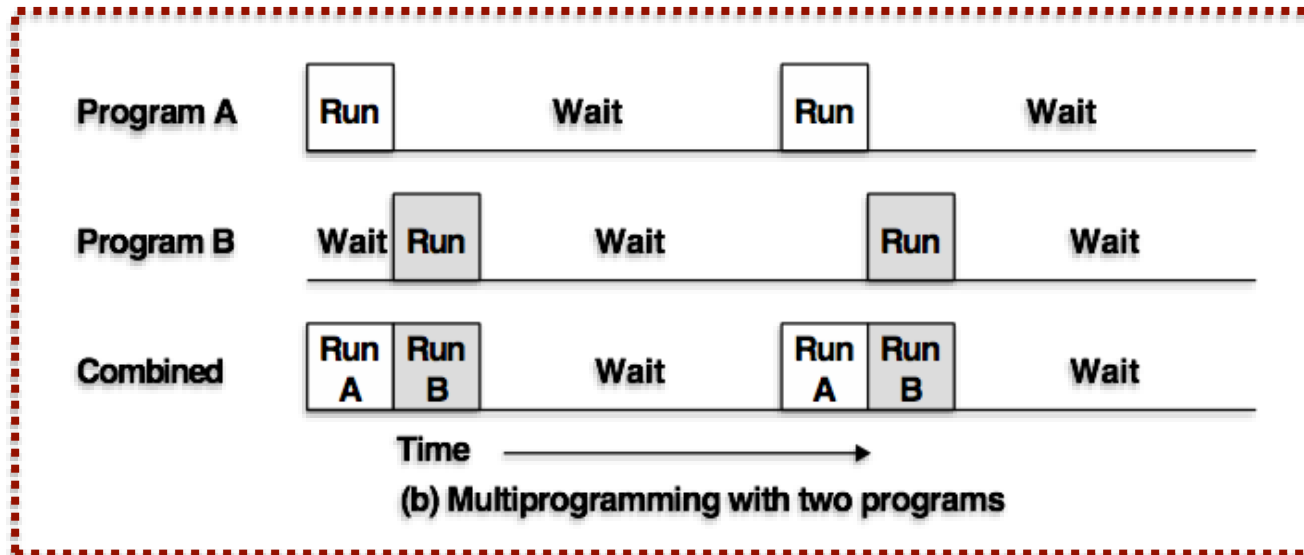 Program A Run Wait Run Wait
Program B Wait Run Wait Run Wait
Combined Run A Run B Wait Run A Run B Wait
Time
(b) Multiprogramming with two programs